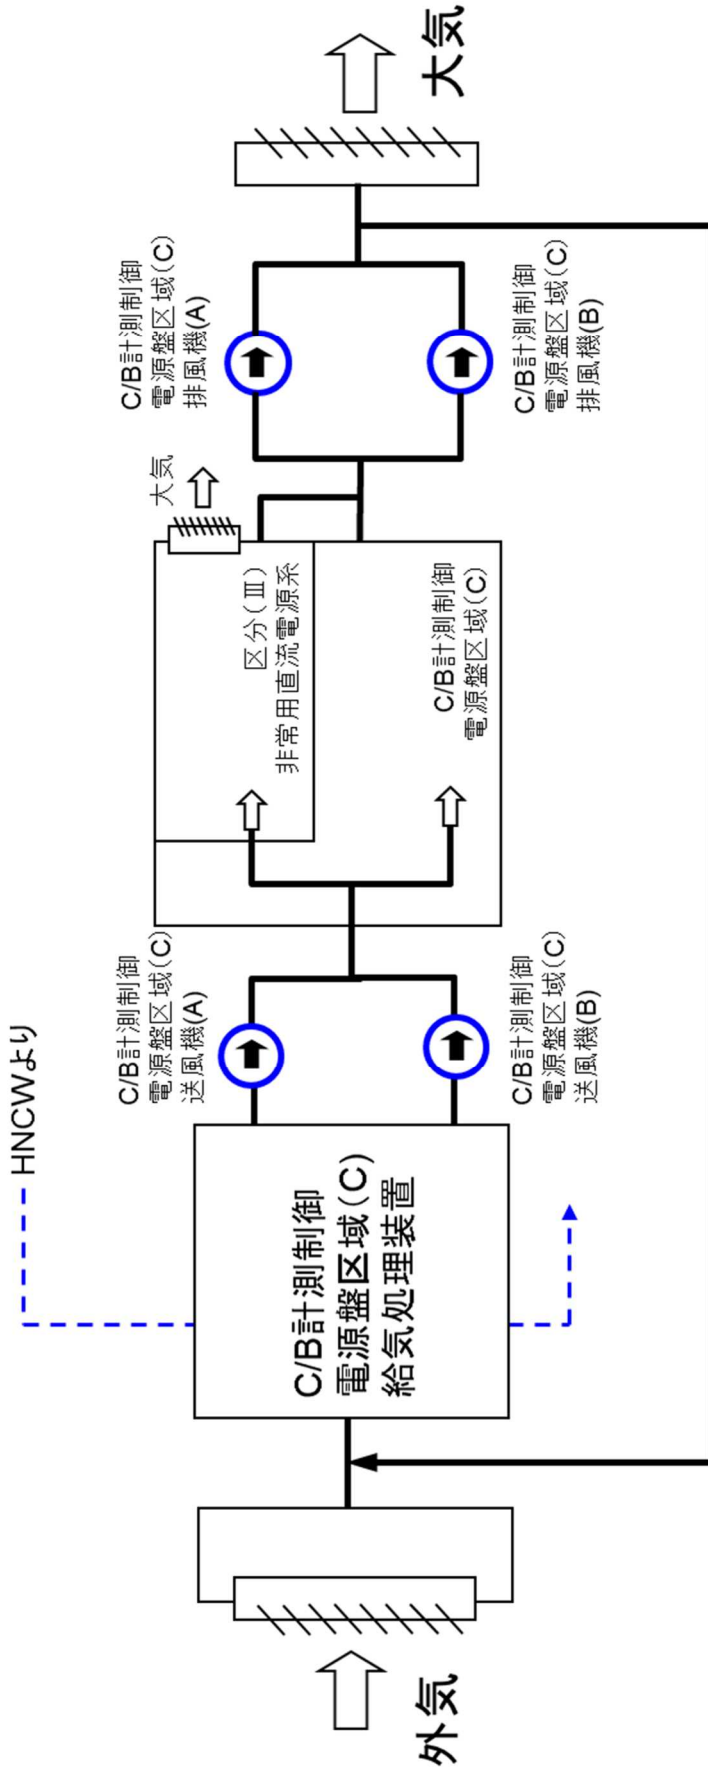 HNCWより
外気
C/B計測制御
電源盤区域(C)
給気処理装置
C/B計測制御
電源盤区域(C)
送風機(A)
C/B計測制御
電源盤区域(C)
送風機(B)
区分(Ⅲ)
非常用直流電源系
C/B計測制御
電源盤区域(C)
大気
C/B計測制御
電源盤区域(C)
排風機(A)
C/B計測制御
電源盤区域(C)
排風機(B)
大気